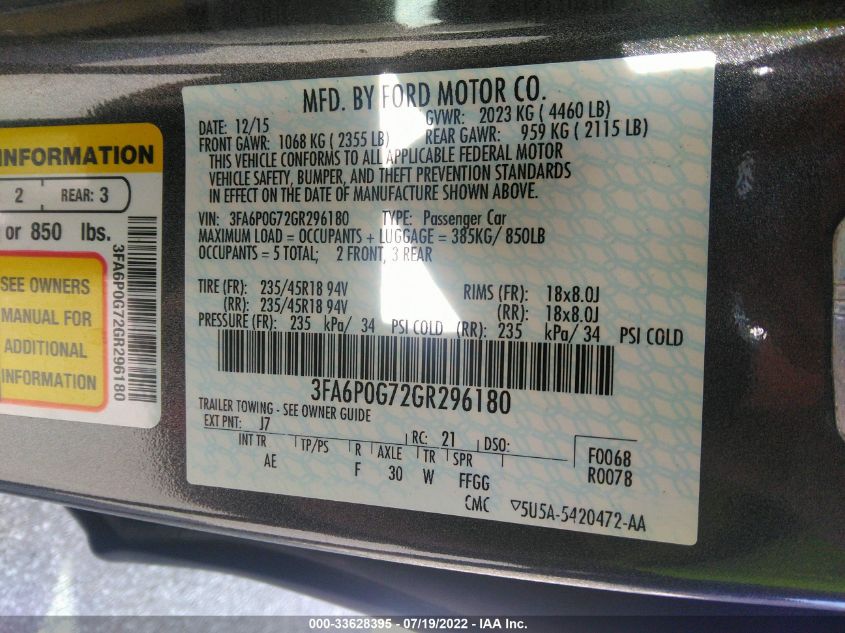 INFORMATION
2 REAR: 3
or 850 lbs.
SEE OWNERS
MANUAL FOR
ADDITIONAL
INFORMATION
3FA6P0G72GR296180
MFD. BY FORD MOTOR CO.
DATE: 12/15 GVWR: 2023 KG ( 4460 LB)
FRONT GAWR: 1068 KG ( 2355 LB) REAR GAWR: 959 KG ( 2115 LB)
THIS VEHICLE CONFORMS TO ALL APPLICABLE FEDERAL MOTOR
VEHICLE SAFETY, BUMPER, AND THEFT PREVENTION STANDARDS
IN EFFECT ON THE DATE OF MANUFACTURE SHOWN ABOVE.
VIN: 3FA6P0G72GR296180 TYPE: Passenger Car
MAXIMUM LOAD = OCCUPANTS + LUGGAGE = 385KG/ 850LB
OCCUPANTS = 5 TOTAL; 2 FRONT, 3 REAR
TIRE (FR): 235/45R18 94V RIMS (FR): 18x8.0J
(RR): 235/45R18 94V (RR): 18x8.0J
PRESSURE (FR): 235 kPa/ 34 PSI COLD (RR): 235 kPa/ 34 PSI COLD
3FA6P0G72GR296180
TRAILER TOWING - SEE OWNER GUIDE
EXT PNT: J7 RC: 21 DSO:
INT TR TP/PS R AXLE TR SPR F0068
AE F 30 W FFGG R0078
CMC ▽5U5A-5420472-AA
000-33628395 - 07/19/2022 - IAA Inc.